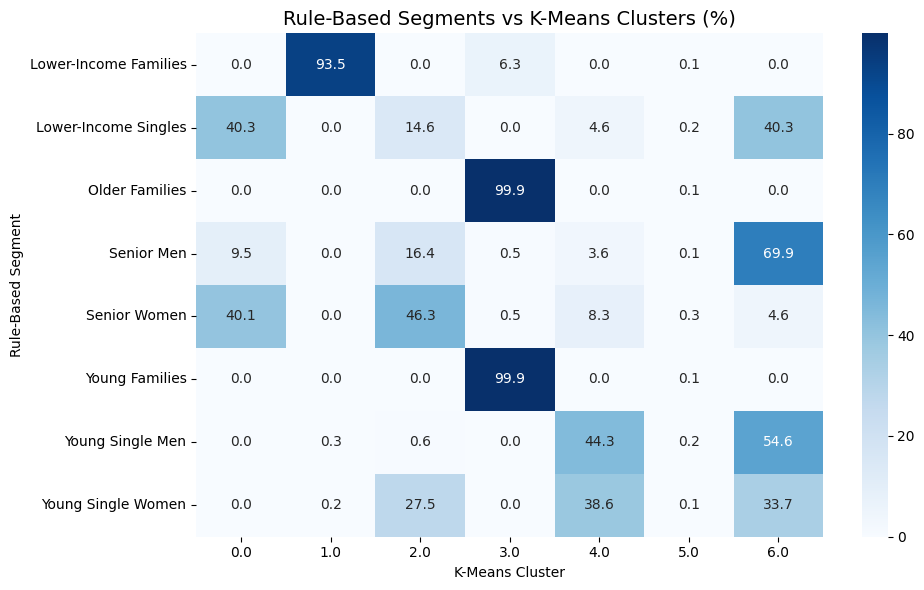 Rule-Based Segments vs K-Means Clusters (%)
Rule-Based Segment
Lower-Income Families 0.0 93.5 0.0 6.3 0.0 0.1 0.0
Lower-Income Singles 40.3 0.0 14.6 0.0 4.6 0.2 40.3
Older Families 0.0 0.0 0.0 99.9 0.0 0.1 0.0
Senior Men 9.5 0.0 16.4 0.5 3.6 0.1 69.9
Senior Women 40.1 0.0 46.3 0.5 8.3 0.3 4.6
Young Families 0.0 0.0 0.0 99.9 0.0 0.1 0.0
Young Single Men 0.0 0.3 0.6 0.0 44.3 0.2 54.6
Young Single Women 0.0 0.2 27.5 0.0 38.6 0.1 33.7
0.0 1.0 2.0 3.0 4.0 5.0 6.0
K-Means Cluster
80
60
40
20
0